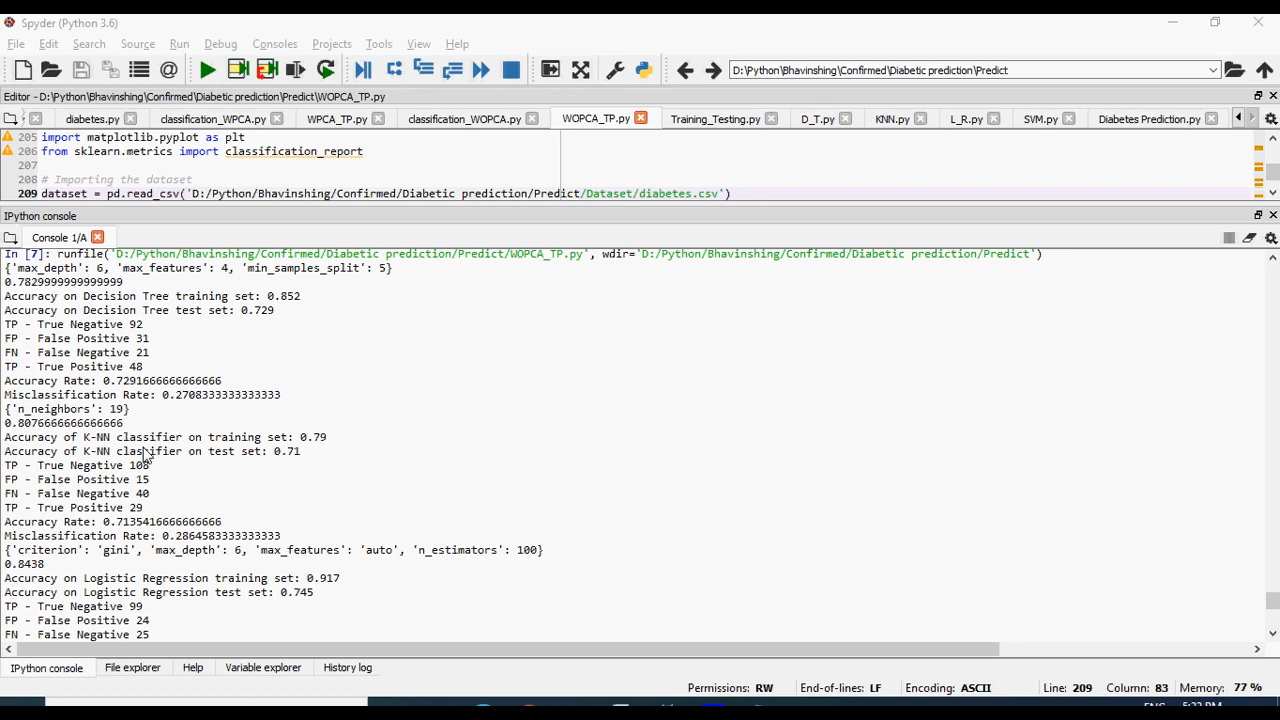 Spyder (Python 3.6)
File Edit Search Source Run Debug Consoles Projects Tools View Help
D:\Python\Bhavinshing\Confirmed\Diabetic prediction\Predict
Editor - D:\Python\Bhavinshing\Confirmed\Diabetic prediction\Predict\WOPCA_TP.py
diabetes.py classification_WPCA.py WPCA_TP.py classification_WOPCA.py WOPCA_TP.py Training_Testing.py D_T.py KNN.py L_R.py SVM.py Diabetes Prediction.py
205 import matplotlib.pyplot as plt
206 from sklearn.metrics import classification_report
207
208 # Importing the dataset
209 dataset = pd.read_csv('D:/Python/Bhavinshing/Confirmed/Diabetic prediction/Predict/Dataset/diabetes.csv')
IPython console
Console 1/A
In [7]: runfile('D:/Python/Bhavinshing/Confirmed/Diabetic prediction/Predict/WOPCA_TP.py', wdir='D:/Python/Bhavinshing/Confirmed/Diabetic prediction/Predict')
{'max_depth': 6, 'max_features': 4, 'min_samples_split': 5}
0.7829999999999999
Accuracy on Decision Tree training set: 0.852
Accuracy on Decision Tree test set: 0.729
TP - True Negative 92
FP - False Positive 31
FN - False Negative 21
TP - True Positive 48
Accuracy Rate: 0.7291666666666666
Misclassification Rate: 0.2708333333333333
{'n_neighbors': 19}
0.8076666666666666
Accuracy of K-NN classifier on training set: 0.79
Accuracy of K-NN classifier on test set: 0.71
TP - True Negative 108
FP - False Positive 15
FN - False Negative 40
TP - True Positive 29
Accuracy Rate: 0.7135416666666666
Misclassification Rate: 0.2864583333333333
{'criterion': 'gini', 'max_depth': 6, 'max_features': 'auto', 'n_estimators': 100}
0.8438
Accuracy on Logistic Regression training set: 0.917
Accuracy on Logistic Regression test set: 0.745
TP - True Negative 99
FP - False Positive 24
FN - False Negative 25
IPython console File explorer Help Variable explorer History log
Permissions: RW End-of-lines: LF Encoding: ASCII Line: 209 Column: 83 Memory: 77 %